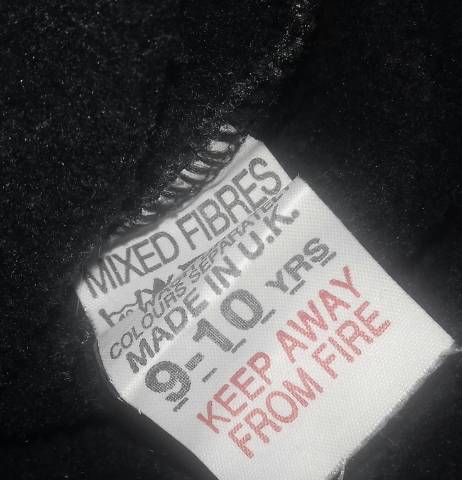 MIXED FIBRES
COLOURS SEPARATELY
MADE IN U.K.
9-10 YRS
KEEP AWAY
FROM FIRE